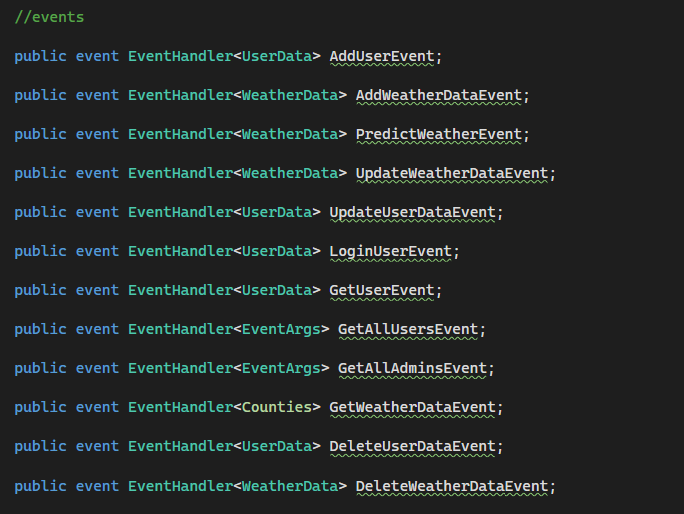 //events
public event EventHandler<UserData> AddUserEvent;
public event EventHandler<WeatherData> AddWeatherDataEvent;
public event EventHandler<WeatherData> PredictWeatherEvent;
public event EventHandler<WeatherData> UpdateWeatherDataEvent;
public event EventHandler<UserData> UpdateUserDataEvent;
public event EventHandler<UserData> LoginUserEvent;
public event EventHandler<UserData> GetUserEvent;
public event EventHandler<EventArgs> GetAllUsersEvent;
public event EventHandler<EventArgs> GetAllAdminsEvent;
public event EventHandler<Counties> GetWeatherDataEvent;
public event EventHandler<UserData> DeleteUserDataEvent;
public event EventHandler<WeatherData> DeleteWeatherDataEvent;